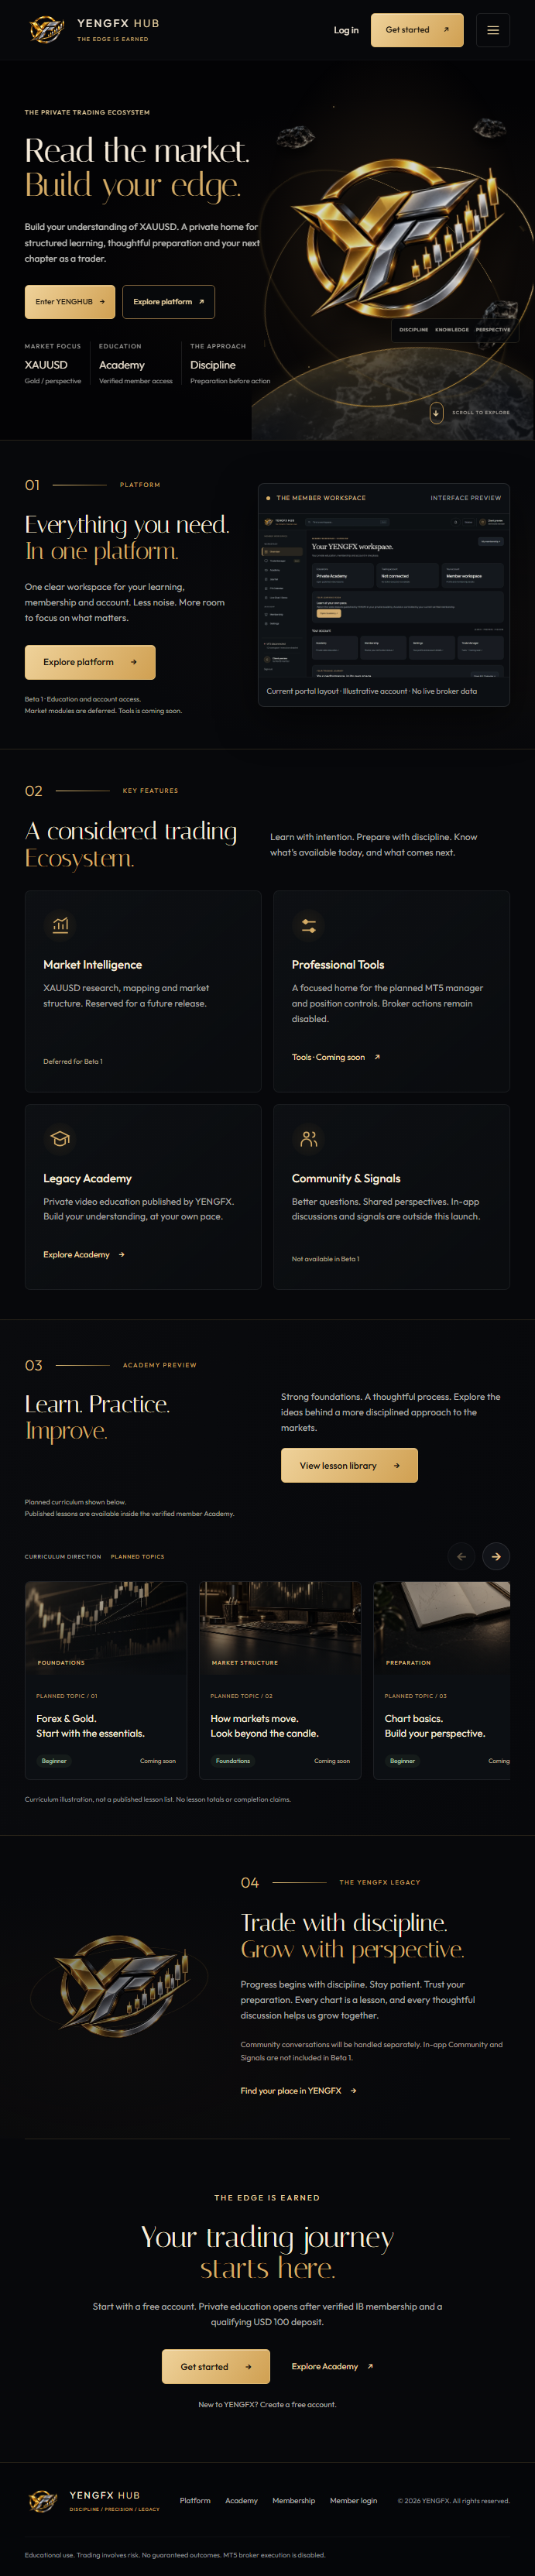 YENGFX HUB
THE EDGE IS EARNED
Log in
Get started
THE PRIVATE TRADING ECOSYSTEM
Read the market.
Build your edge.
Build your understanding of XAUUSD. A private home for
structured learning, thoughtful preparation and your next
chapter as a trader.
Enter YENGHUB
Explore platform
MARKET FOCUS
XAUUSD
Gold / perspective
EDUCATION
Academy
Verified member access
THE APPROACH
Discipline
Preparation before action
DISCIPLINE KNOWLEDGE PERSPECTIVE
SCROLL TO EXPLORE
01 PLATFORM
Everything you need.
In one platform.
One clear workspace for your learning,
membership and account. Less noise. More room
to focus on what matters.
Explore platform
Beta 1 · Education and account access.
Market modules are deferred. Tools is coming soon.
THE MEMBER WORKSPACE
INTERFACE PREVIEW
YENGFX HUB
Your YENGFX workspace.
Private Academy
Not connected
Member workspace
Your account
Current portal layout · Illustrative account · No live broker data
02 KEY FEATURES
A considered trading
Ecosystem.
Learn with intention. Prepare with discipline. Know
what's available today, and what comes next.
Market Intelligence
XAUUSD research, mapping and market
structure. Reserved for a future release.
Deferred for Beta 1
Professional Tools
A focused home for the planned MT5 manager
and position controls. Broker actions remain
disabled.
Tools · Coming soon
Legacy Academy
Private video education published by YENGFX.
Build your understanding, at your own pace.
Explore Academy
Community & Signals
Better questions. Shared perspectives. In-app
discussions and signals are outside this launch.
Not available in Beta 1
03 ACADEMY PREVIEW
Learn. Practice.
Improve.
Strong foundations. A thoughtful process. Explore the
ideas behind a more disciplined approach to the
markets.
View lesson library
Planned curriculum shown below.
Published lessons are available inside the verified member Academy.
CURRICULUM DIRECTION PLANNED TOPICS
FOUNDATIONS
PLANNED TOPIC / 01
Forex & Gold.
Start with the essentials.
Beginner
Coming soon
MARKET STRUCTURE
PLANNED TOPIC / 02
How markets move.
Look beyond the candle.
Foundations
Coming soon
PREPARATION
PLANNED TOPIC / 03
Chart basics.
Build your perspective.
Beginner
Coming
Curriculum illustration, not a published lesson list. No lesson totals or completion claims.
04 THE YENGFX LEGACY
Trade with discipline.
Grow with perspective.
Progress begins with discipline. Stay patient. Trust your
preparation. Every chart is a lesson, and every thoughtful
discussion helps us grow together.
Community conversations will be handled separately. In-app Community and
Signals are not included in Beta 1.
Find your place in YENGFX
THE EDGE IS EARNED
Your trading journey
starts here.
Start with a free account. Private education opens after verified IB membership and a
qualifying USD 100 deposit.
Get started
Explore Academy
New to YENGFX? Create a free account.
YENGFX HUB
DISCIPLINE / PRECISION / LEGACY
Platform
Academy
Membership
Member login
© 2026 YENGFX. All rights reserved.
Educational use. Trading involves risk. No guaranteed outcomes. MT5 broker execution is disabled.